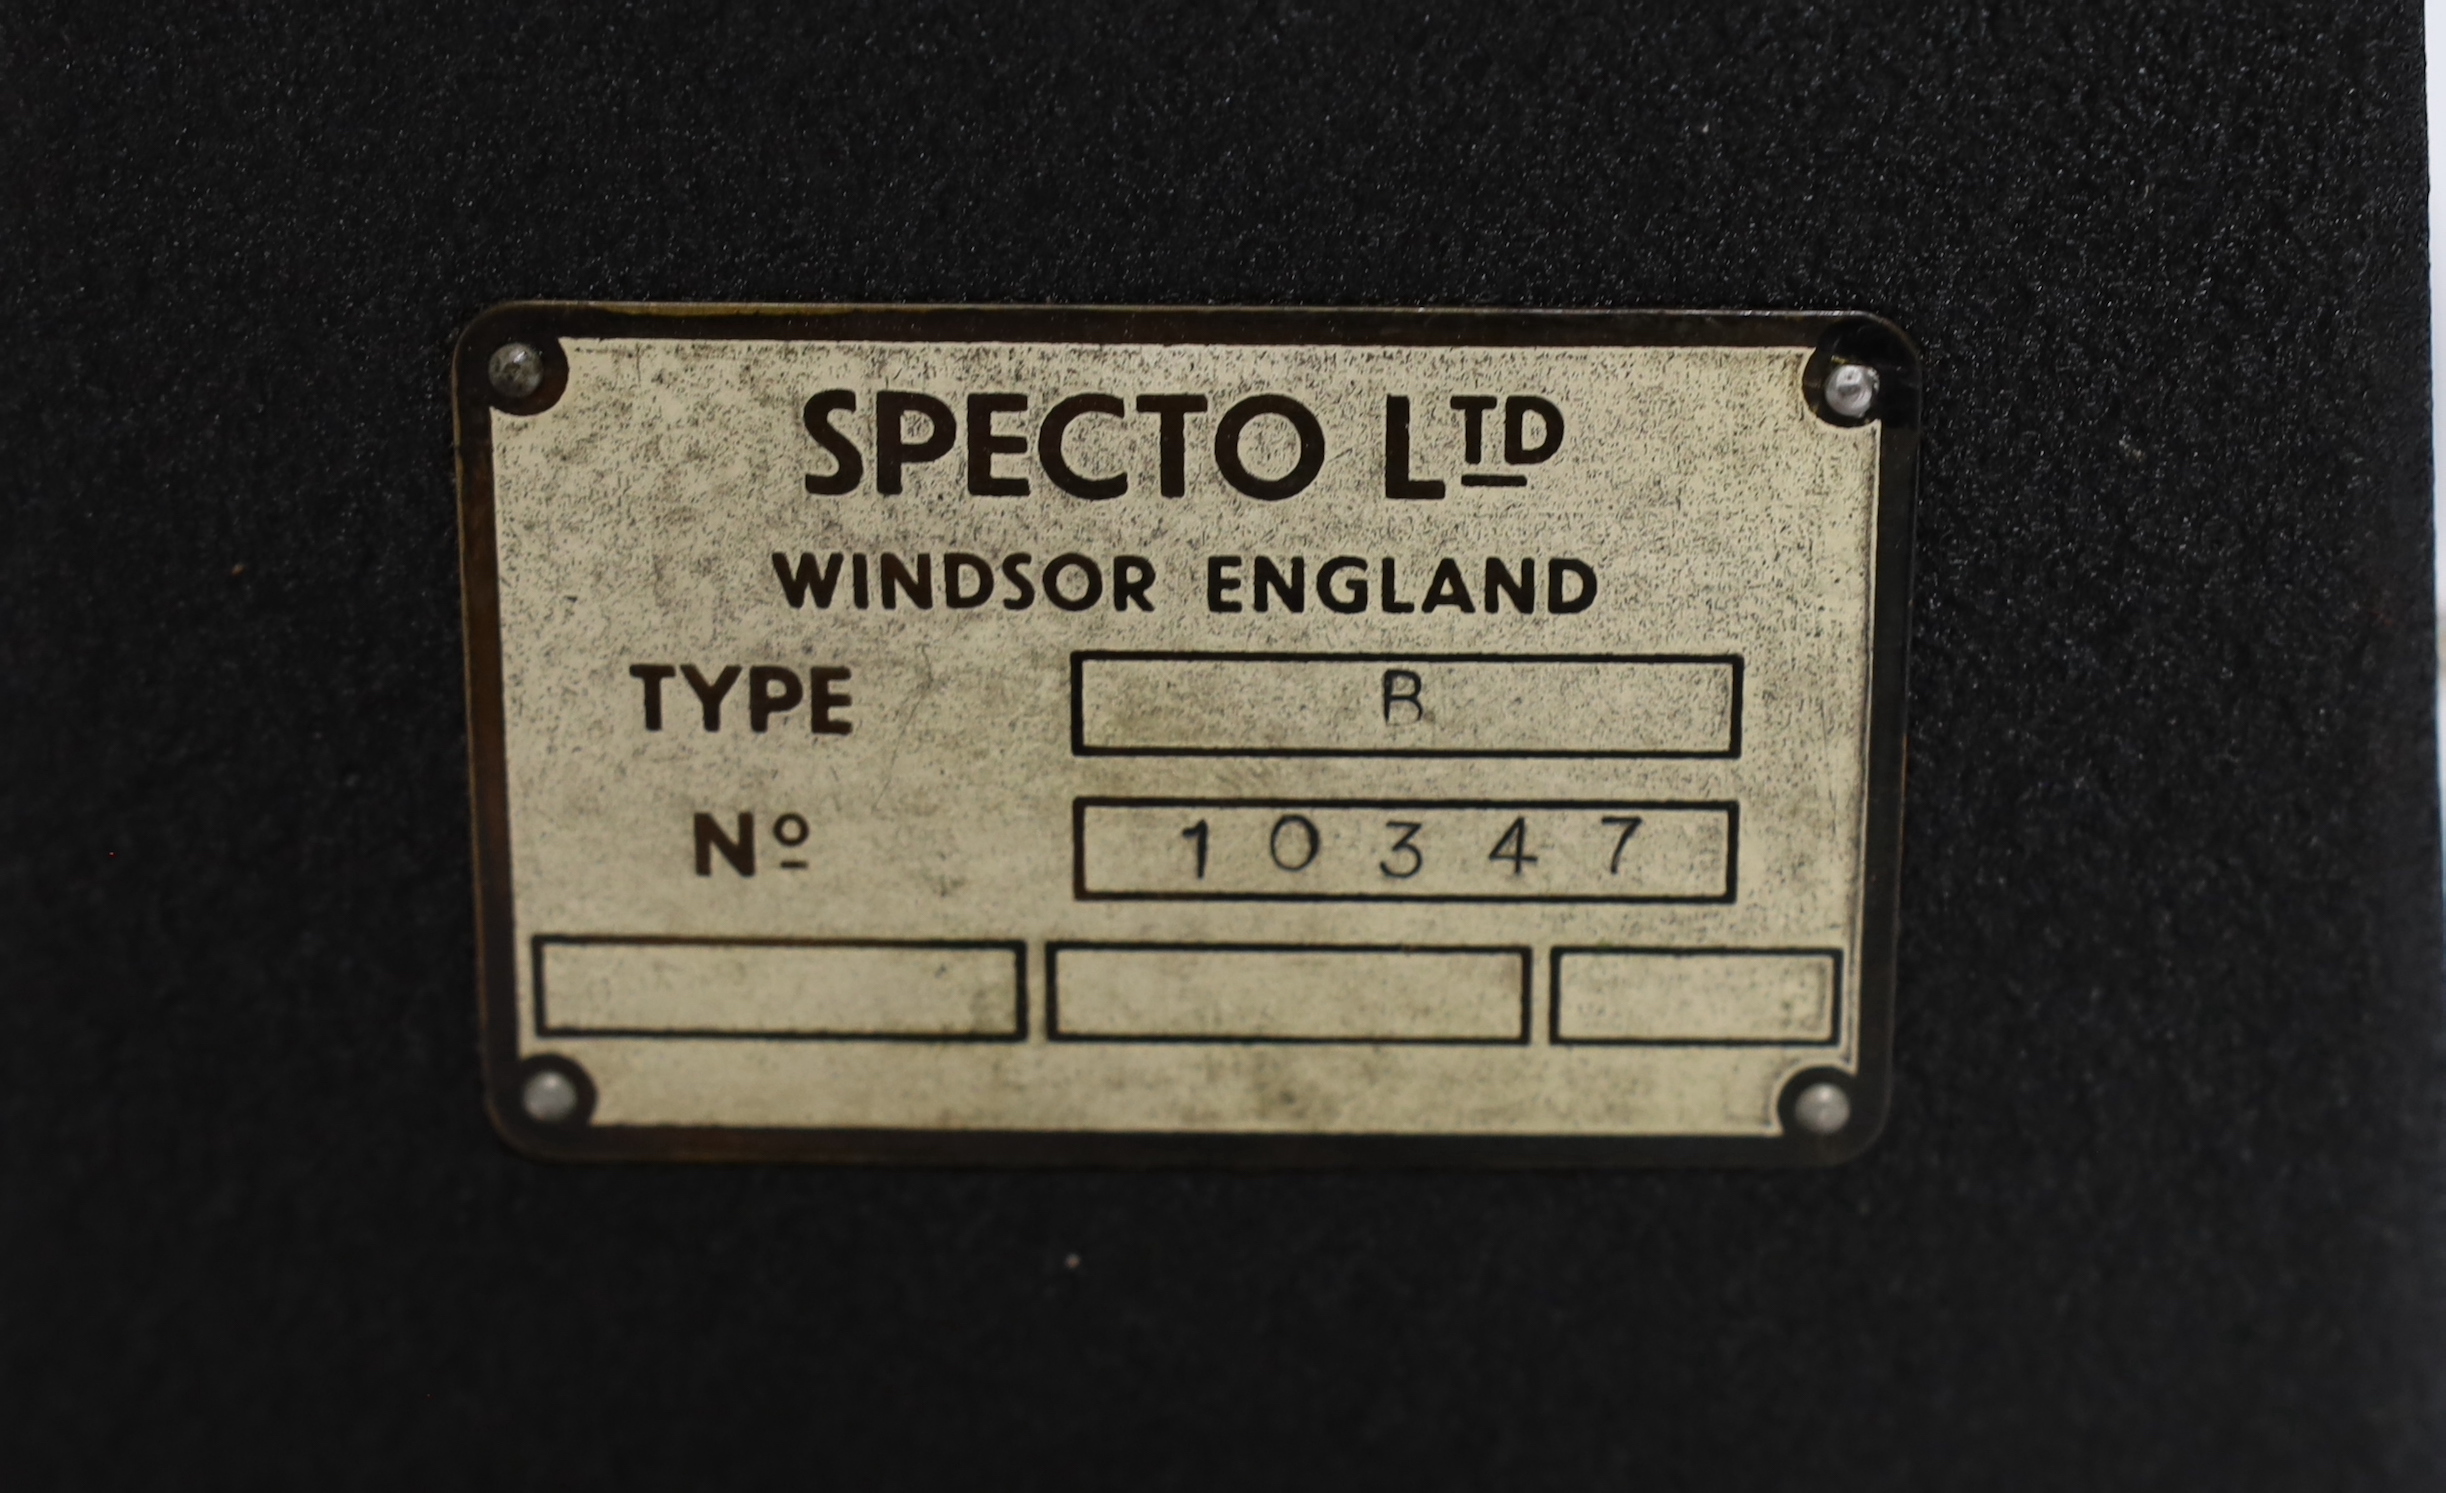 SPECTO LTD
WINDSOR ENGLAND
TYPE R
Nº 10347